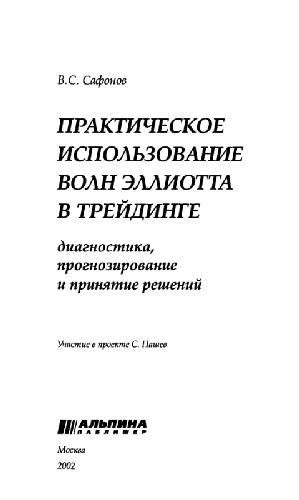 В.С. Сафонов
ПРАКТИЧЕСКОЕ
ИСПОЛЬЗОВАНИЕ
ВОЛН ЭЛЛИОТТА
В ТРЕЙДИНГЕ
диагностика,
прогнозирование
и принятие решений
Участие в проекте С. Пашев
АЛЬПИНА
ПАБЛИШЕР
Москва
2002